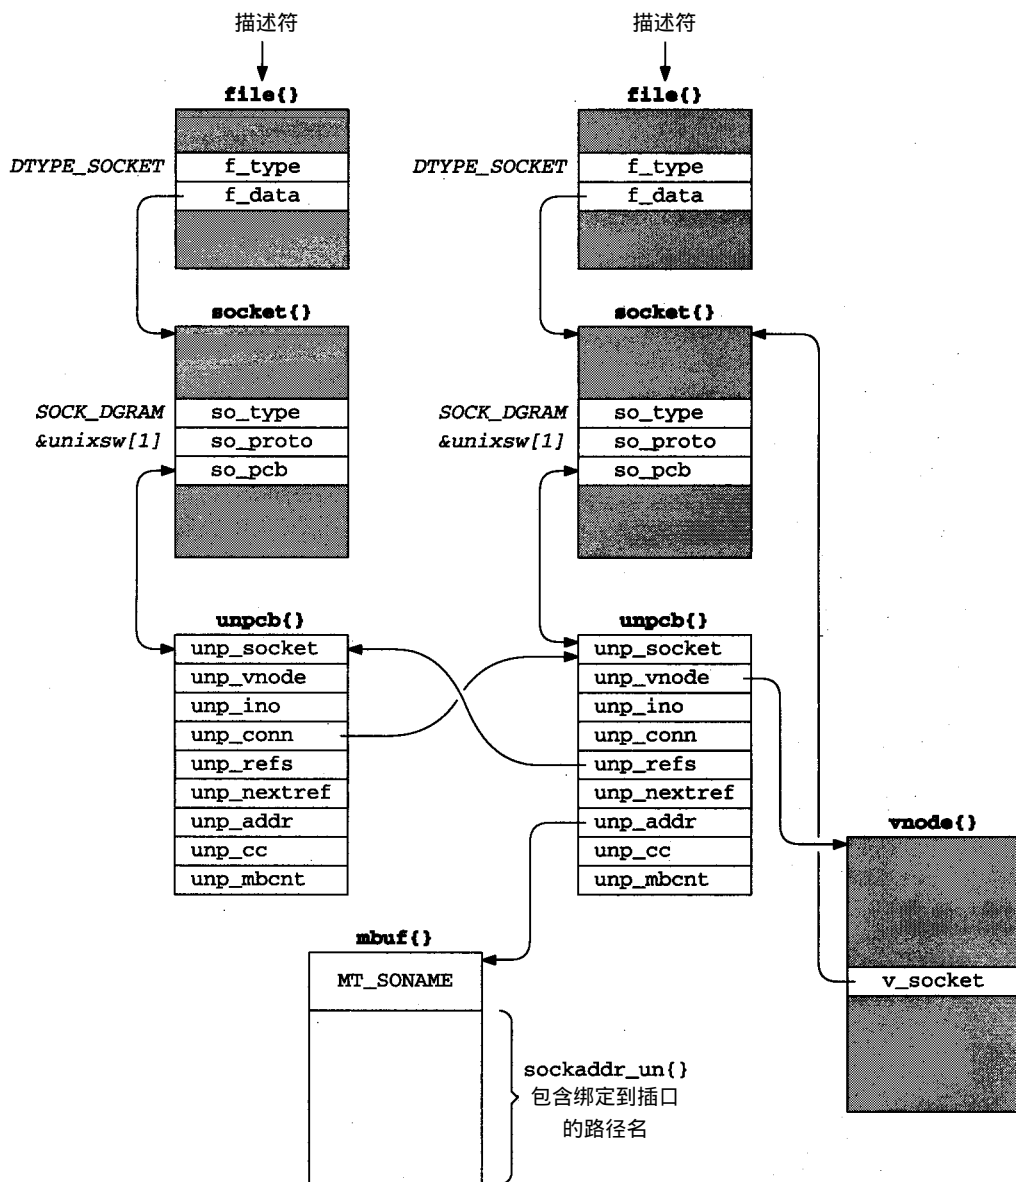 描述符 描述符
file{} file{}
DTYPE_SOCKET f_type DTYPE_SOCKET f_type
f_data f_data
socket{} socket{}
SOCK_DGRAM so_type SOCK_DGRAM so_type
&unixsw[1] so_proto &unixsw[1] so_proto
so_pcb so_pcb
unpcb{} unpcb{}
unp_socket unp_socket
unp_vnode unp_vnode
unp_ino unp_ino
unp_conn unp_conn
unp_refs unp_refs
unp_nextref unp_nextref
unp_addr unp_addr vnode{}
unp_cc unp_cc
unp_mbcnt unp_mbcnt
mbuf{}
MT_SONAME v_socket
sockaddr_un{}
包含绑定到插口
的路径名